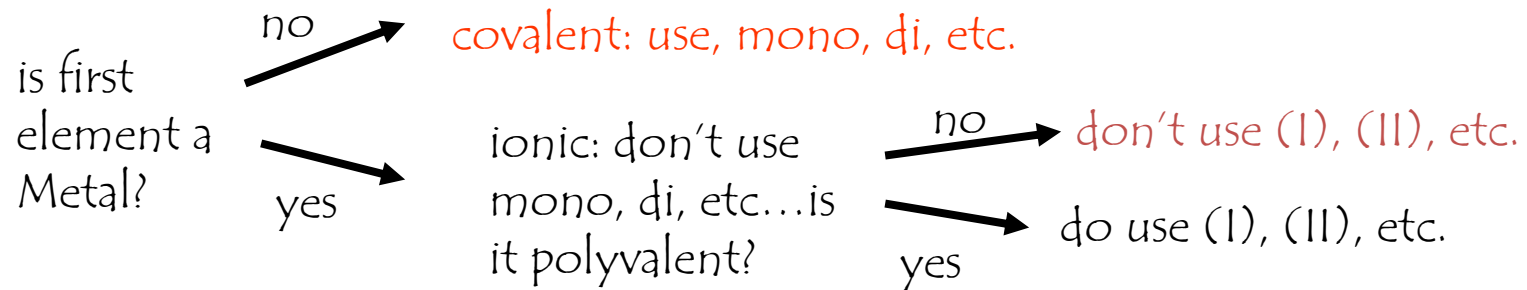 no
covalent: use, mono, di, etc.
is first
element a
Metal?
yes
ionic: don't use
mono, di, etc...is
it polyvalent?
no
don't use (I), (II), etc.
yes
do use (I), (II), etc.